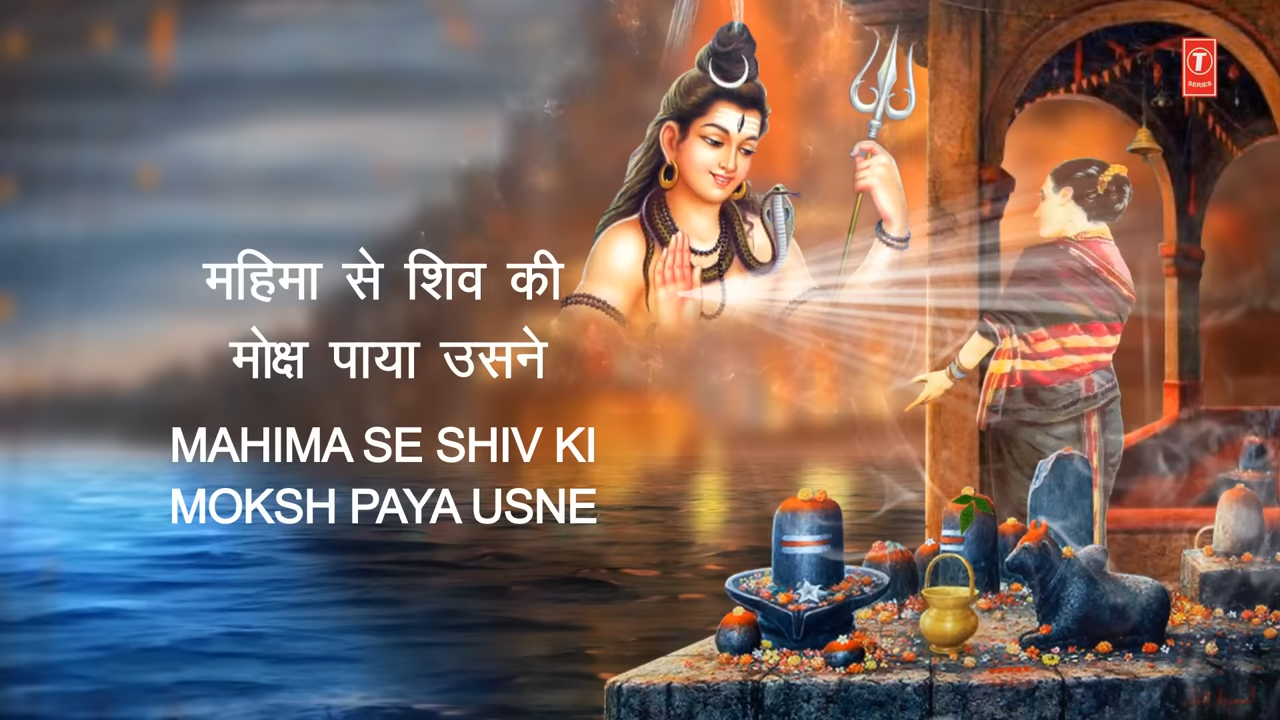 महिमा से शिव की
मोक्ष पाया उसने
MAHIMA SE SHIV KI
MOKSH PAYA USNE
T
SERIES